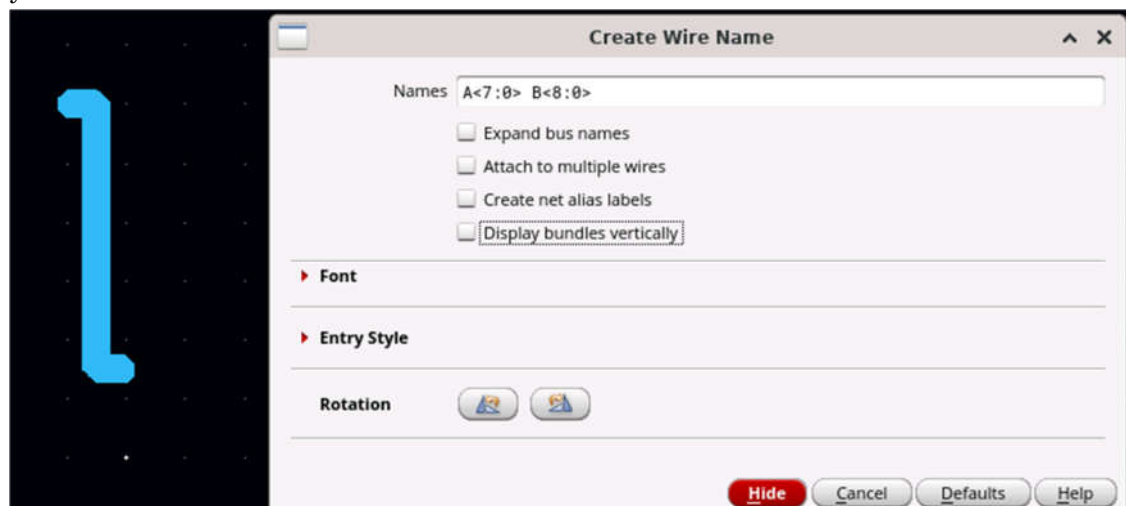 Create Wire Name
Names A<7:0> B<8:0>
Expand bus names
Attach to multiple wires
Create net alias labels
Display bundles vertically
Font
Entry Style
Rotation
Hide Cancel Defaults Help